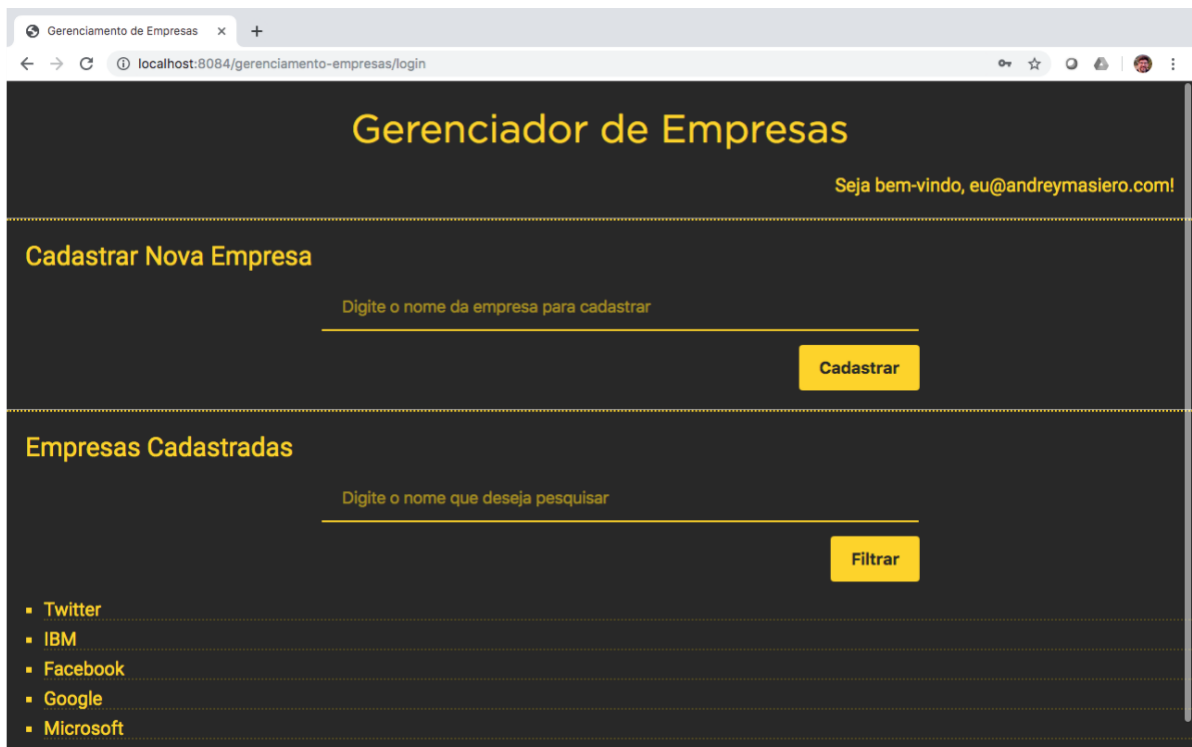 Gerenciamento de Empresas
localhost:8084/gerenciamento-empresas/login
Gerenciador de Empresas
Seja bem-vindo, eu@andreymasiero.com!
Cadastrar Nova Empresa
Digite o nome da empresa para cadastrar
Cadastrar
Empresas Cadastradas
Digite o nome que deseja pesquisar
Filtrar
Twitter
IBM
Facebook
Google
Microsoft